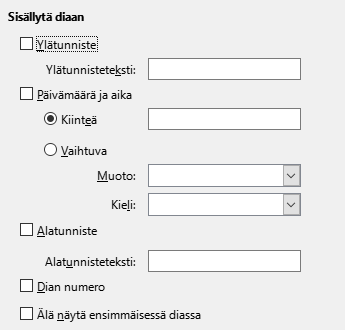 Sisällytä diaan
Ylätunniste
Ylätunnisteteksti:
Päivämäärä ja aika
Kiinteä
Vaihtuva
Muoto:
Kieli:
Alatunniste
Alatunnisteteksti:
Dian numero
Älä näytä ensimmäisessä diassa